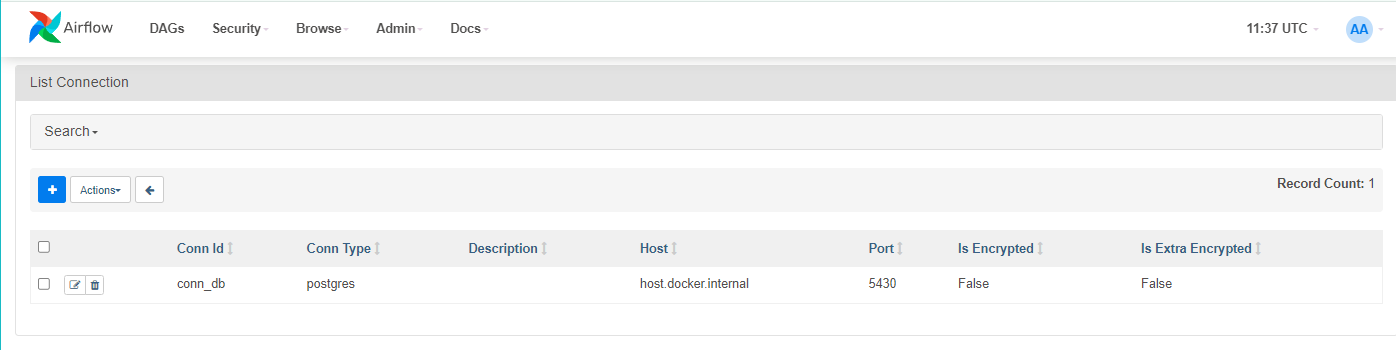 Airflow DAGs Security Browse Admin Docs 11:37 UTC AA
List Connection
Search
Actions Record Count: 1
Conn Id Conn Type Description Host Port Is Encrypted Is Extra Encrypted
conn_db postgres host.docker.internal 5430 False False